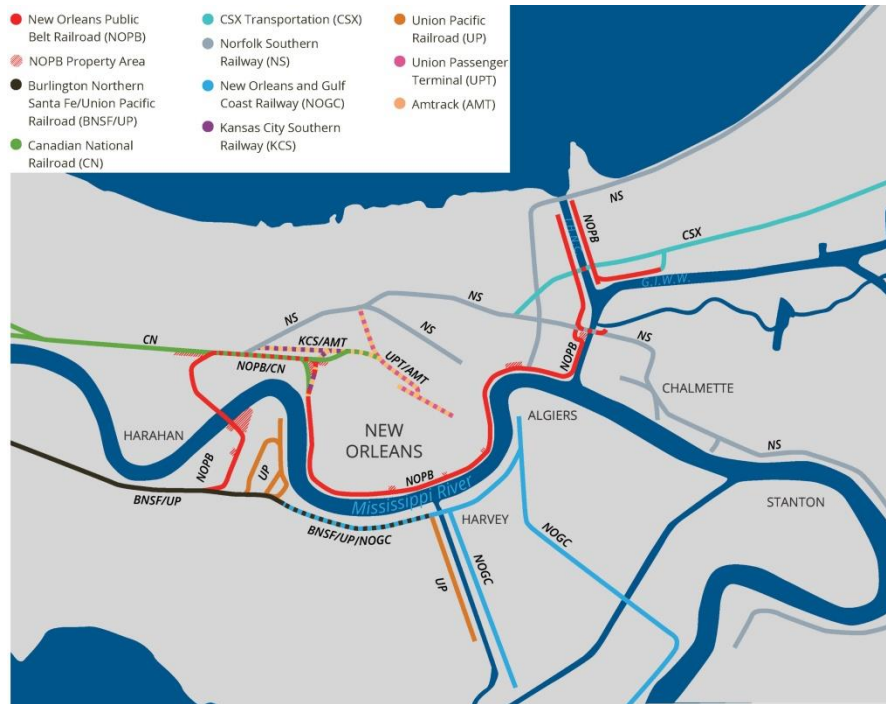 New Orleans Public
Belt Railroad (NOPB)
NOPB Property Area
Burlington Northern
Santa Fe/Union Pacific
Railroad (BNSF/UP)
Canadian National
Railroad (CN)
CSX Transportation (CSX)
Norfolk Southern
Railway (NS)
New Orleans and Gulf
Coast Railway (NOGC)
Kansas City Southern
Railway (KCS)
Union Pacific
Railroad (UP)
Union Passenger
Terminal (UPT)
Amtrack (AMT)
NS
NOPB
CSX
G.I.W.W.
NS
NS
NS
NS
CN
KCS/AMT
NOPB/CN
UPT/AMT
NOPB
CHALMETTE
ALGIERS
HARAHAN
NEW
ORLEANS
UP
NOPB
NOPB
NS
STANTON
BNSF/UP
Mississippi River
HARVEY
BNSF/UP/NOGC
NOGC
NOGC
UP